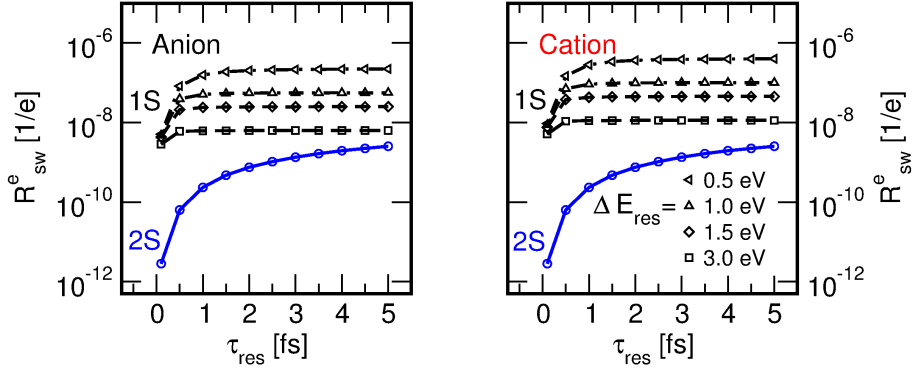 Anion
Cation
10^-6
10^-8
10^-10
10^-12
R^e_sw [1/e]
1S
2S
0 1 2 3 4 5
τ_res [fs]
1S
2S
ΔE_res=
0.5 eV
1.0 eV
1.5 eV
3.0 eV
0 1 2 3 4 5
τ_res [fs]
10^-6
10^-8
10^-10
10^-12
R^e_sw [1/e]